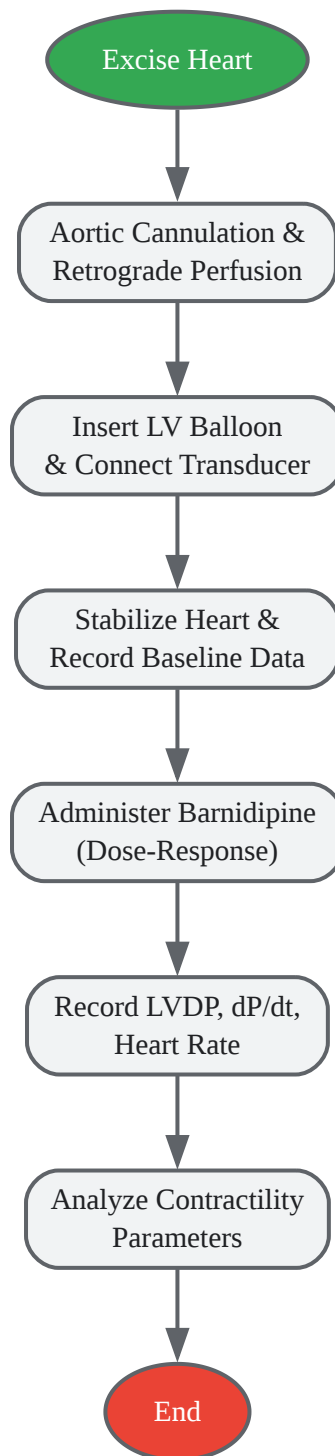 Excise Heart
Aortic Cannulation &
Retrograde Perfusion
Insert LV Balloon
& Connect Transducer
Stabilize Heart &
Record Baseline Data
Administer Barnidipine
(Dose-Response)
Record LVDP, dP/dt,
Heart Rate
Analyze Contractility
Parameters
End